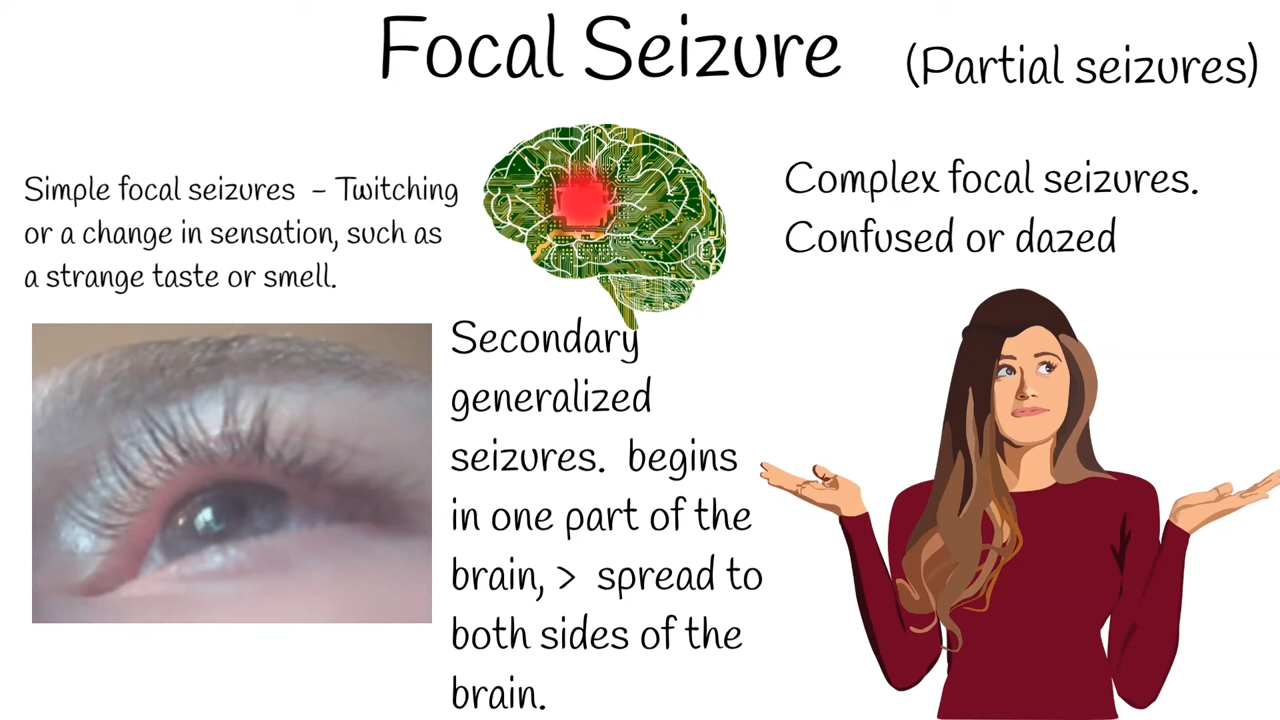 Focal Seizure
(Partial seizures)
Simple focal seizures - Twitching
or a change in sensation, such as
a strange taste or smell.
Complex focal seizures.
Confused or dazed
Secondary
generalized
seizures. begins
in one part of the
brain, > spread to
both sides of the
brain.